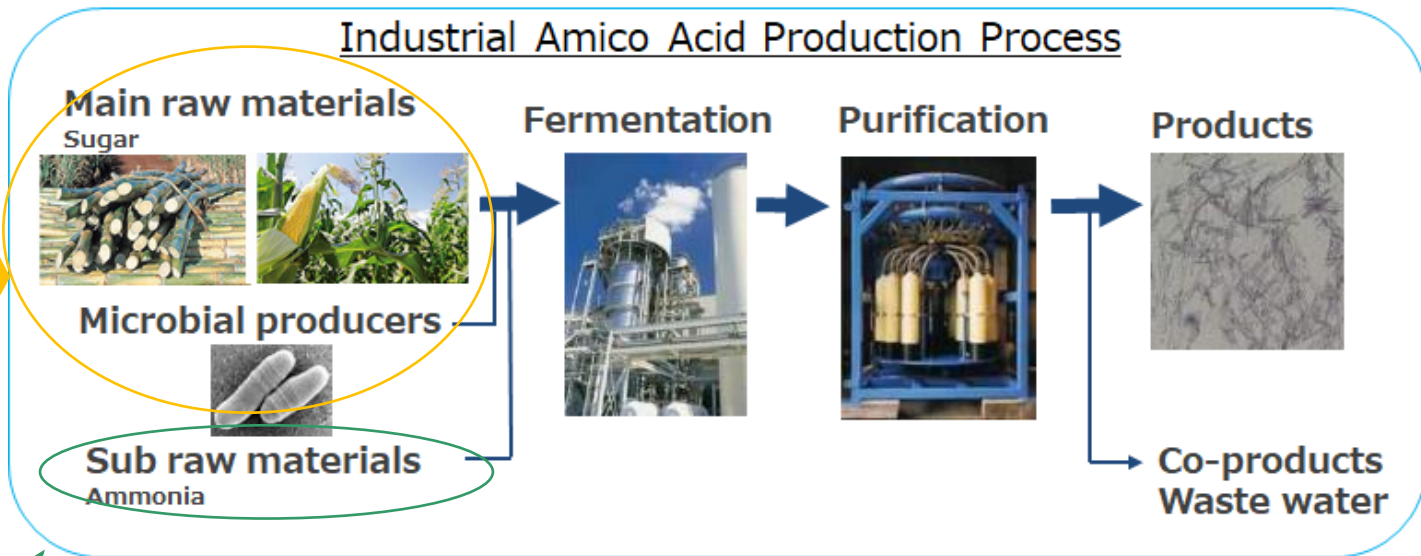 Industrial Amico Acid Production Process
Main raw materials
Sugar
Microbial producers
Sub raw materials
Ammonia
Fermentation
Purification
Products
Co-products
Waste water